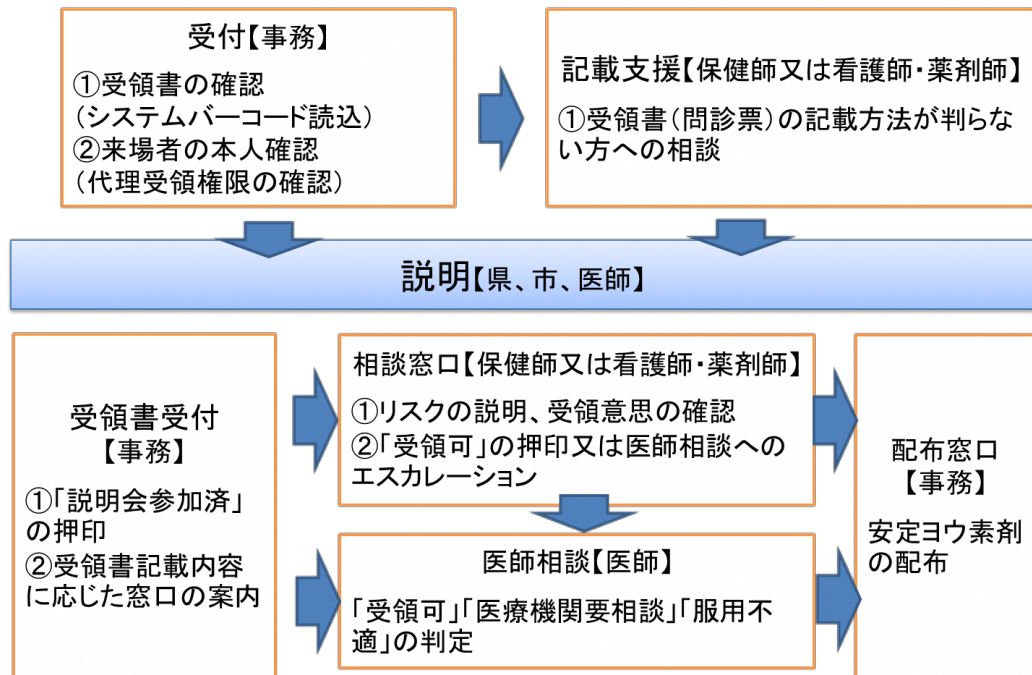 受付【事務】
①受領書の確認
(システムバーコード読込)
②来場者の本人確認
(代理受領権限の確認)
記載支援【保健師又は看護師・薬剤師】
①受領書(問診票)の記載方法が判らな
い方への相談
説明【県、市、医師】
受領書受付
【事務】
①「説明会参加済」
の押印
②受領書記載内容
に応じた窓口の案内
相談窓口【保健師又は看護師・薬剤師】
①リスクの説明、受領意思の確認
②「受領可」の押印又は医師相談への
エスカレーション
医師相談【医師】
「受領可」「医療機関要相談」「服用不
適」の判定
配布窓口
【事務】
安定ヨウ素剤
の配布